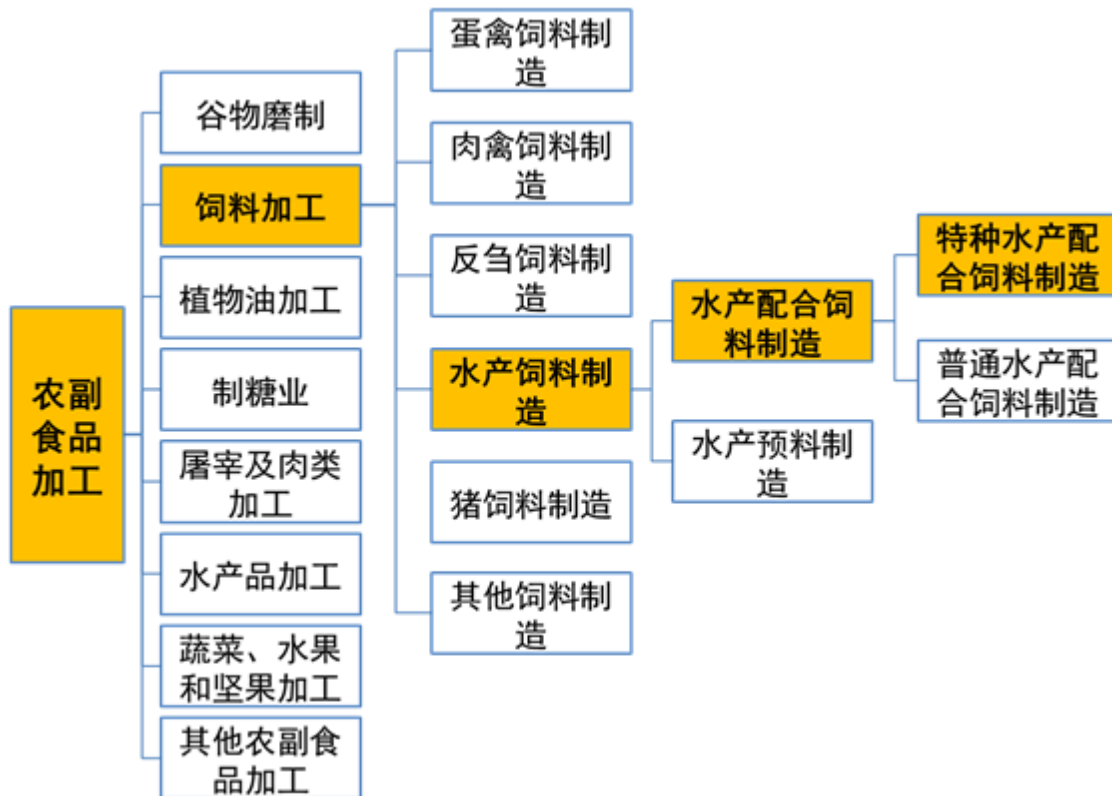 农副
食品
加工
谷物磨制
饲料加工
植物油加工
制糖业
屠宰及肉类
加工
水产品加工
蔬菜、水果
和坚果加工
其他农副食
品加工
蛋禽饲料制
造
肉禽饲料制
造
反刍饲料制
造
水产饲料制
造
猪饲料制造
其他饲料制
造
水产配合饲
料制造
水产预料制
造
特种水产配
合饲料制造
普通水产配
合饲料制造